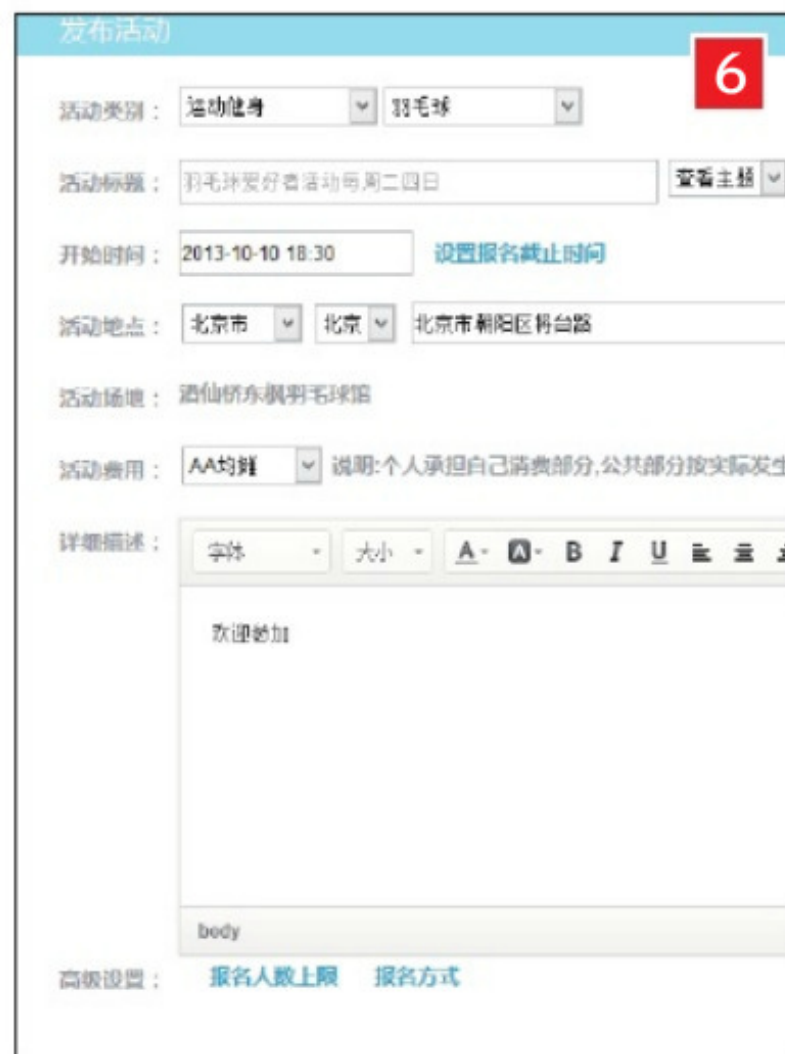 发布活动
6
活动类别： 运动健身 羽毛球
活动标题： 羽毛球爱好者活动每周二四日 查看主题
开始时间： 2013-10-10 18:30 设置报名截止时间
活动地点： 北京市 北京 北京市朝阳区将台路
活动场地： 酒仙桥东枫羽毛球馆
活动费用： AA均摊 说明:个人承担自己消费部分,公共部分按实际发生
详细描述： 字体 大小 A A B I U
欢迎参加
body
高级设置： 报名人数上限 报名方式